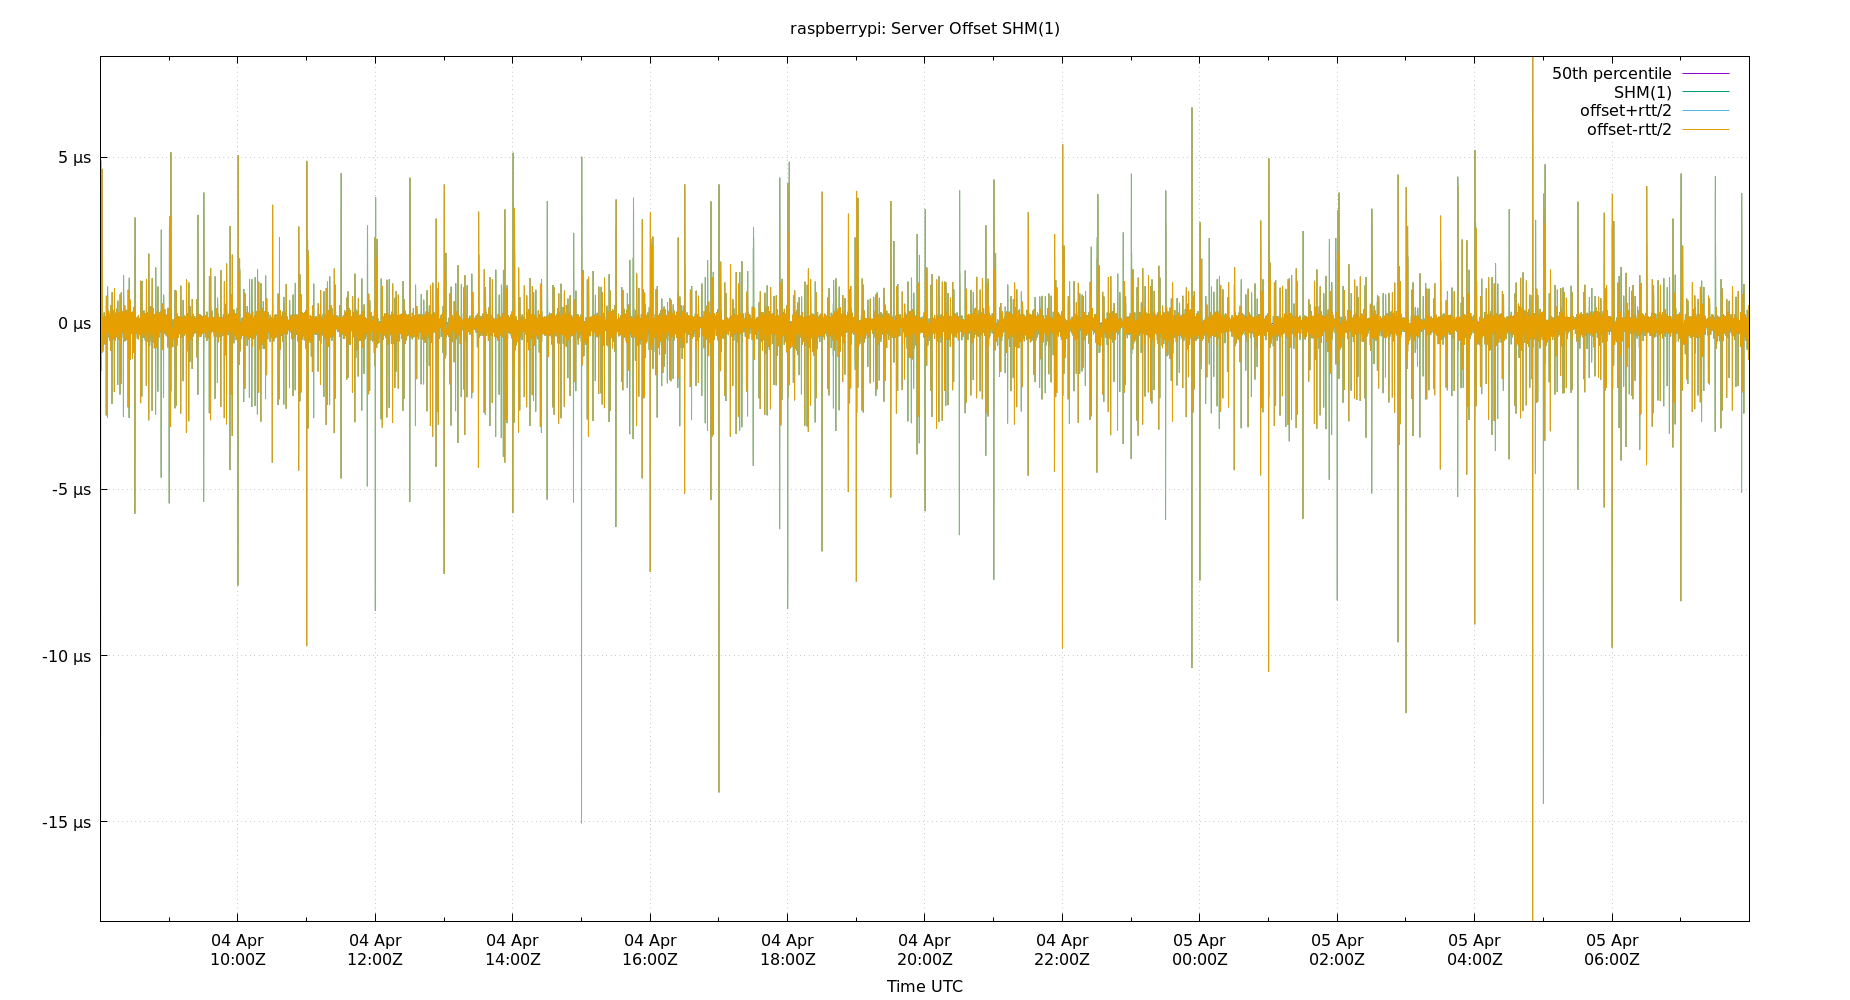 raspberrypi: Server Offset SHM(1)
50th percentile
SHM(1)
offset+rtt/2
offset-rtt/2
5 µs
0 µs
-5 µs
-10 µs
-15 µs
04 Apr 04 Apr 04 Apr 04 Apr 04 Apr 04 Apr 04 Apr 05 Apr 05 Apr 05 Apr 05 Apr
10:00Z 12:00Z 14:00Z 16:00Z 18:00Z 20:00Z 22:00Z 00:00Z 02:00Z 04:00Z 06:00Z
Time UTC